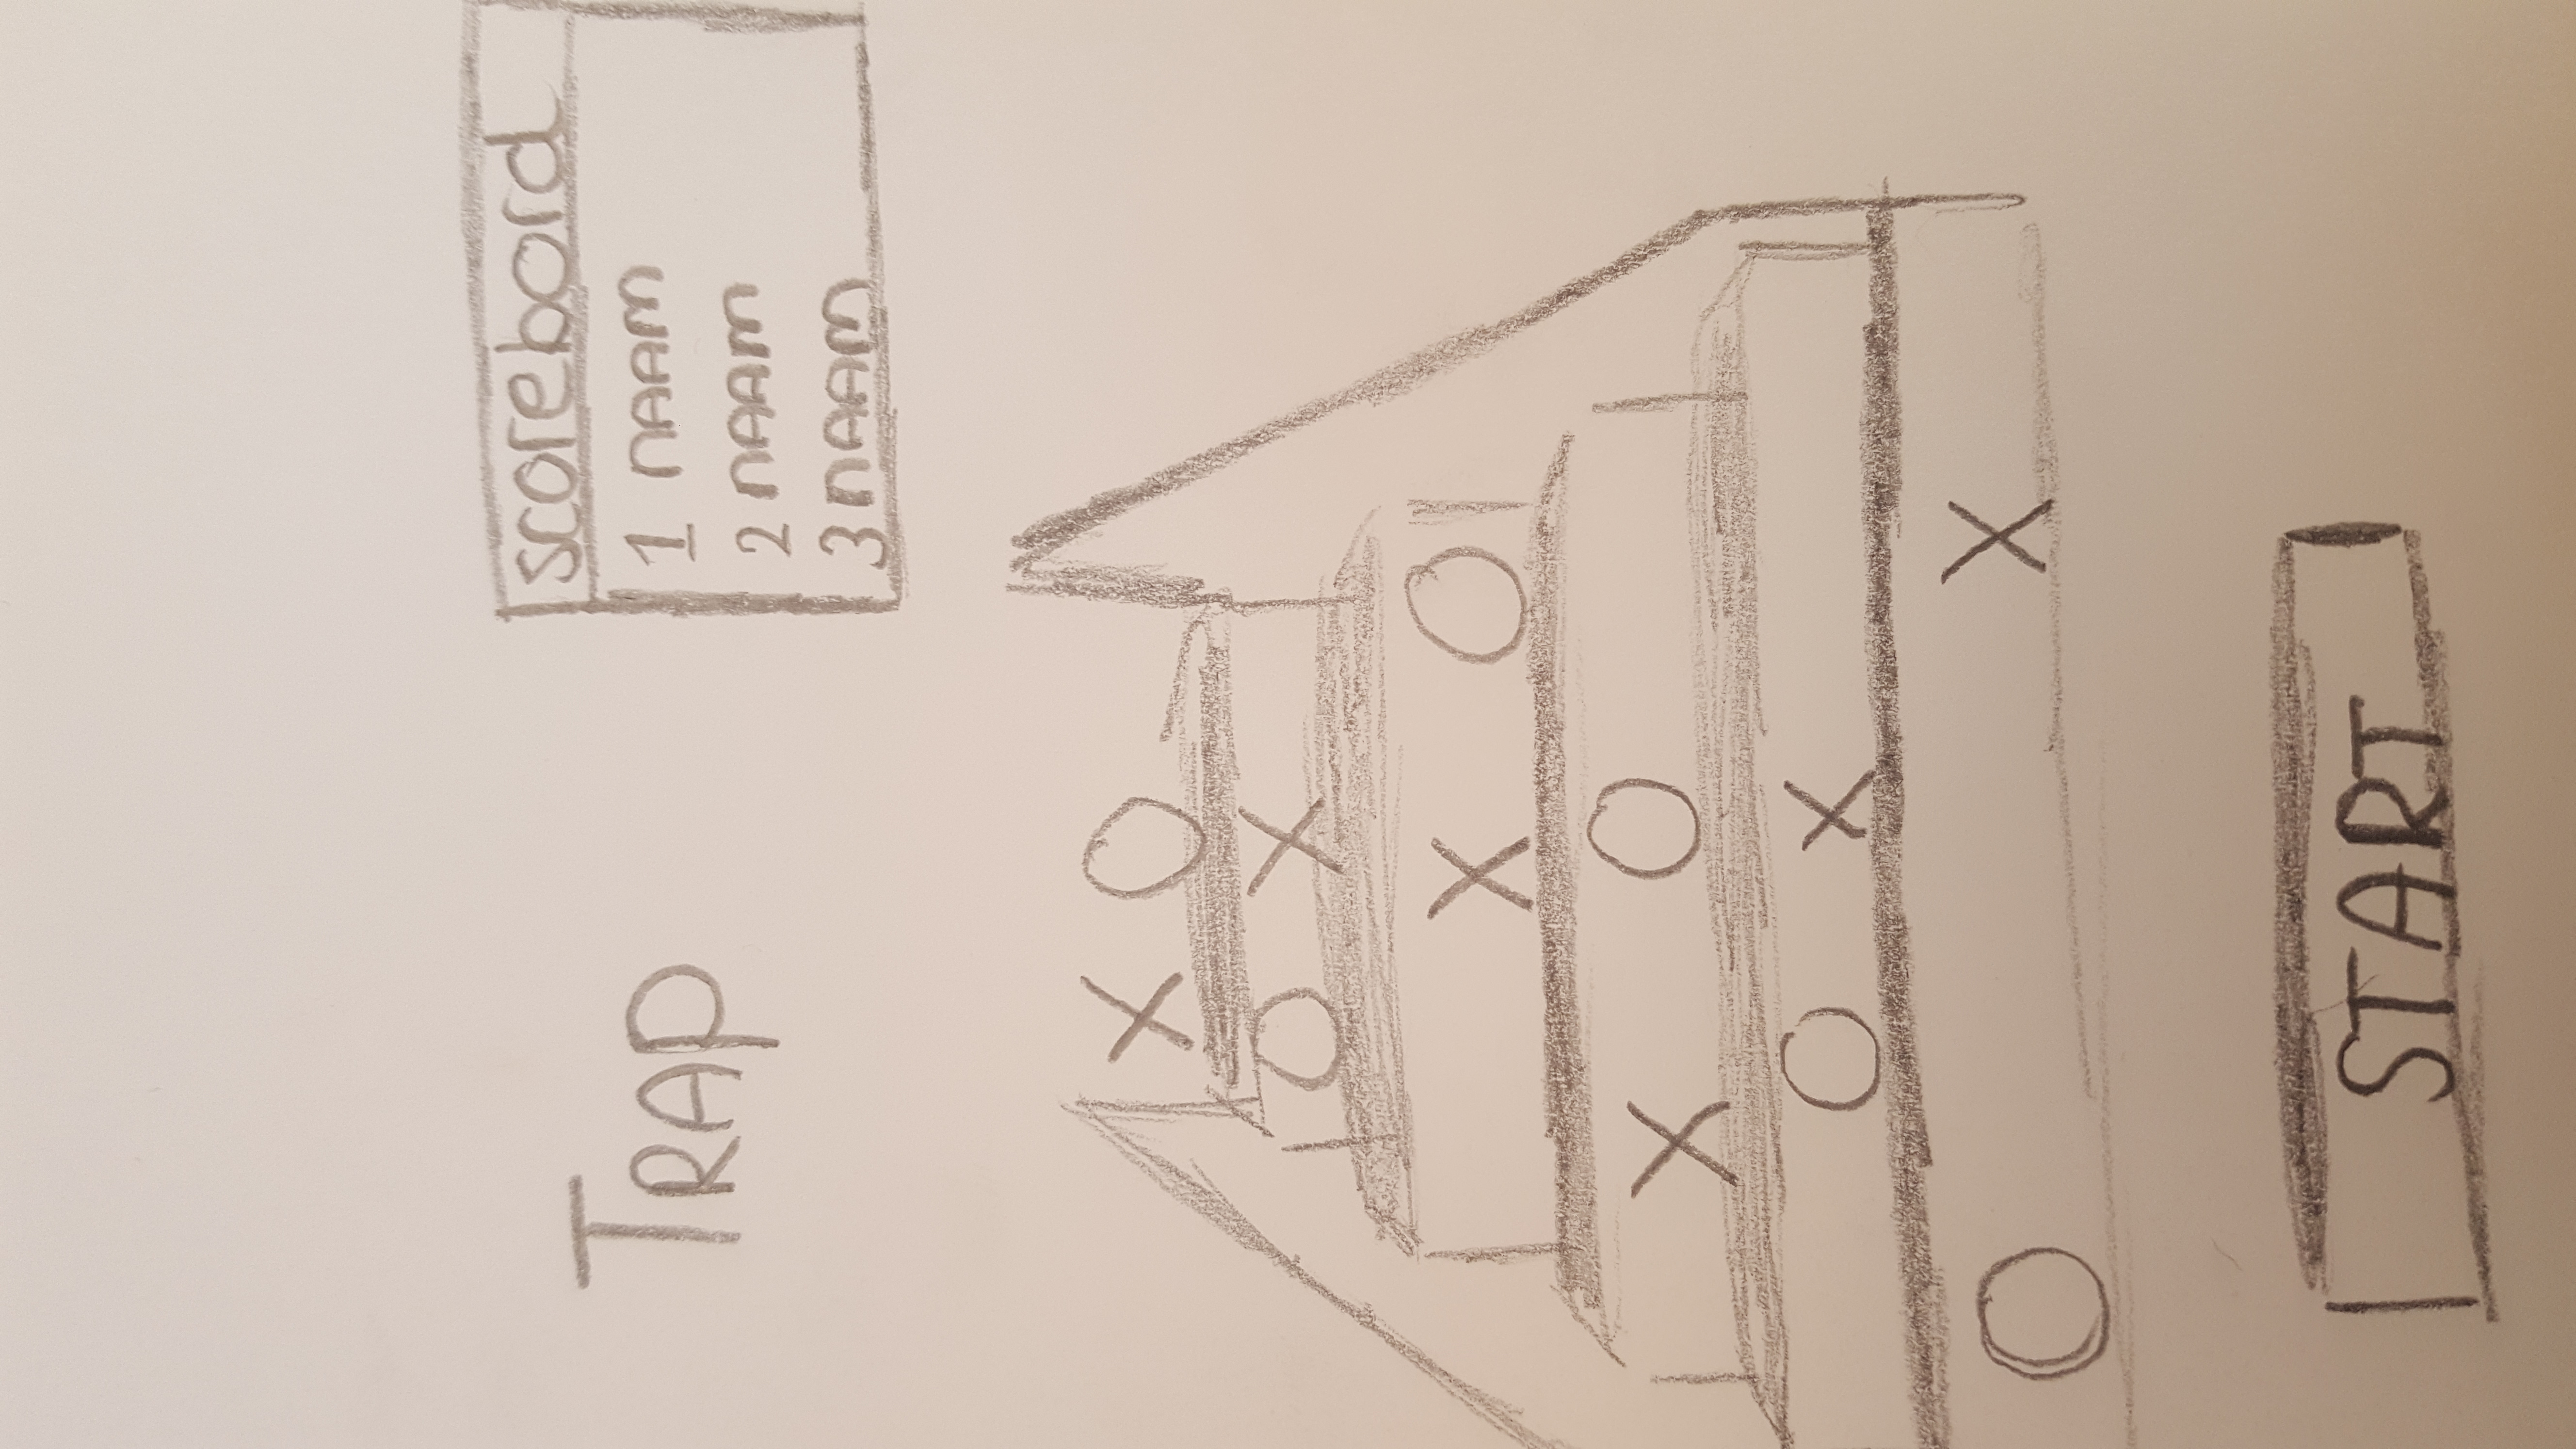 TRAP
scorebord
1 NAAM
2 NAAM
3 NAAM
X O
O X
X O
X O
O X
O X
START